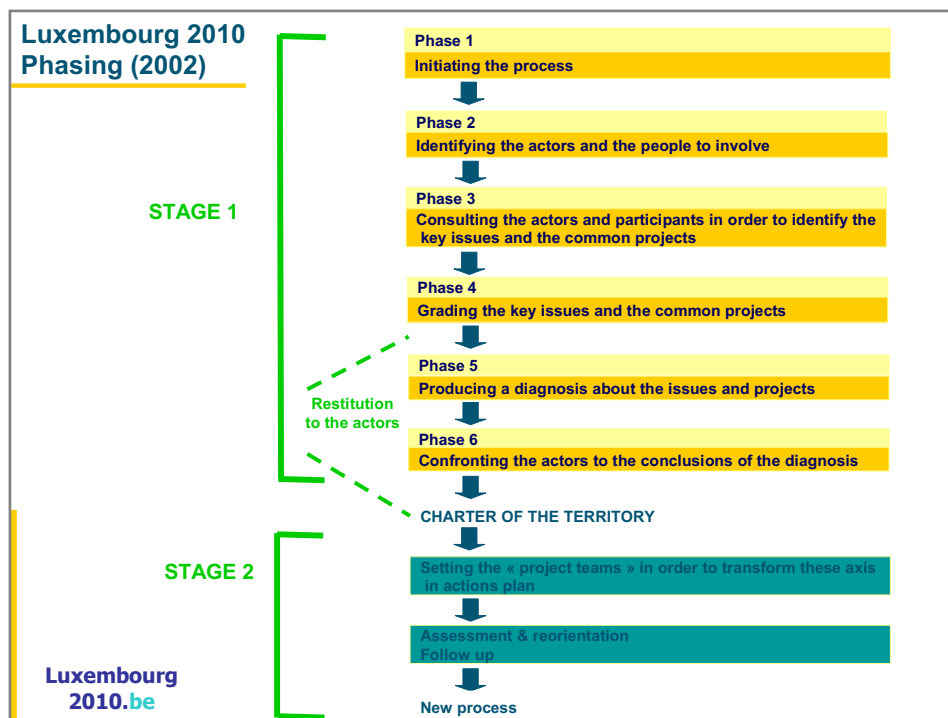 Luxembourg 2010
Phasing (2002)
Phase 1
Initiating the process
Phase 2
Identifying the actors and the people to involve
STAGE 1
Phase 3
Consulting the actors and participants in order to identify the
key issues and the common projects
Phase 4
Grading the key issues and the common projects
Phase 5
Producing a diagnosis about the issues and projects
Restitution
to the actors
Phase 6
Confronting the actors to the conclusions of the diagnosis
CHARTER OF THE TERRITORY
STAGE 2
Setting the « project teams » in order to transform these axis
in actions plan
Assessment & reorientation
Follow up
Luxembourg
2010.be
New process